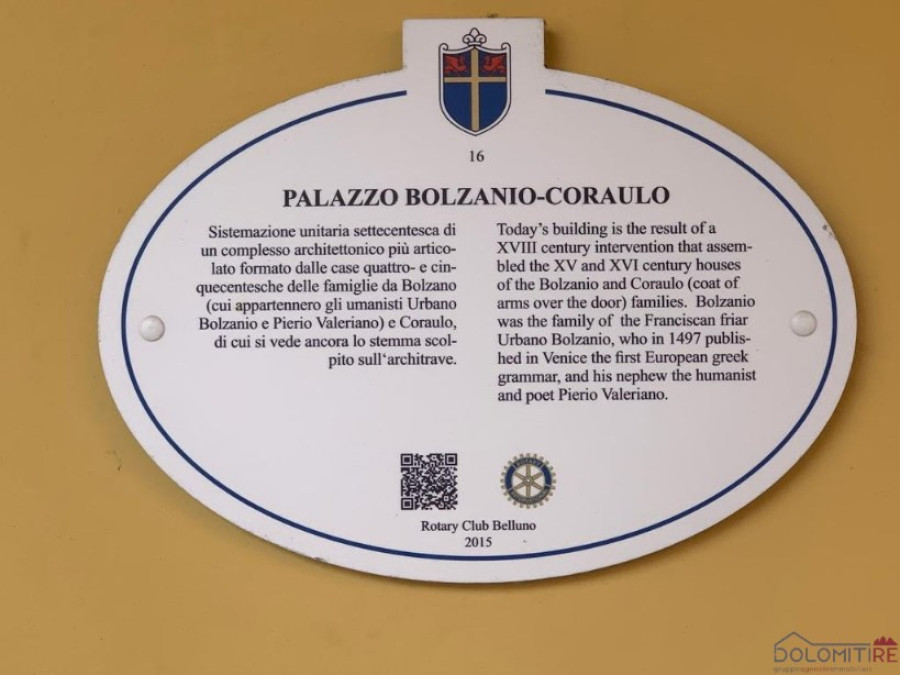 16
PALAZZO BOLZANIO-CORAULO
Sistemazione unitaria settecentesca di
un complesso architettonico più artico-
lato formato dalle case quattro- e cin-
quecentesche delle famiglie da Bolzano
(cui appartennero gli umanisti Urbano
Bolzanio e Pierio Valeriano) e Coraulo,
di cui si vede ancora lo stemma scol-
pito sull'architrave.
Today's building is the result of a
XVIII century intervention that assem-
bled the XV and XVI century houses
of the Bolzanio and Coraulo (coat of
arms over the door) families. Bolzanio
was the family of the Franciscan friar
Urbano Bolzanio, who in 1497 publis-
hed in Venice the first European greek
grammar, and his nephew the humanist
and poet Pierio Valeriano.
Rotary Club Belluno
2015
DOLOMITIRE